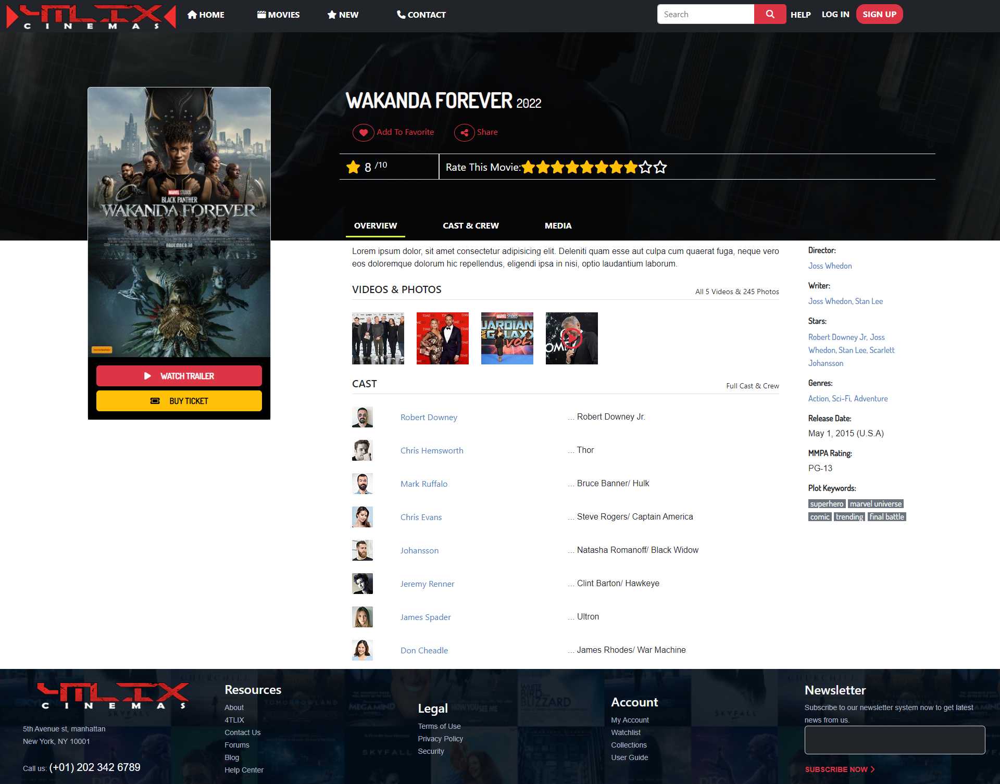 4MLIX
CINEMAS
HOME
MOVIES
NEW
CONTACT
Search
HELP
LOG IN
SIGN UP
WAKANDA FOREVER 2022
Add To Favorite
Share
8 /10
Rate This Movie:
MARVEL STUDIOS
BLACK PANTHER
WAKANDA FOREVER
NOVEMBER 10
WATCH TRAILER
BUY TICKET
OVERVIEW
CAST & CREW
MEDIA
Lorem ipsum dolor, sit amet consectetur adipisicing elit. Deleniti quam esse aut culpa cum quaerat fuga, neque vero
eos doloremque dolorum hic repellendus, eligendi ipsa in nisi, optio laudantium laborum.
VIDEOS & PHOTOS
All 5 Videos & 245 Photos
TIME100
MARVEL STUDIOS
UARDIAN
OF THE GALAXY
VOL.
CAST
Full Cast & Crew
Robert Downey
... Robert Downey Jr.
Chris Hemsworth
... Thor
Mark Ruffalo
... Bruce Banner/ Hulk
Chris Evans
... Steve Rogers/ Captain America
Johansson
... Natasha Romanoff/ Black Widow
Jeremy Renner
... Clint Barton/ Hawkeye
James Spader
... Ultron
Don Cheadle
... James Rhodes/ War Machine
Director:
Joss Whedon
Writer:
Joss Whedon, Stan Lee
Stars:
Robert Downey Jr, Joss
Whedon, Stan Lee, Scarlett
Johansson
Genres:
Action, Sci-Fi, Adventure
Release Date:
May 1, 2015 (U.S.A)
MMPA Rating:
PG-13
Plot Keywords:
superhero marvel universe
comic trending final battle
4MLIX
CINEMAS
5th Avenue st, manhattan
New York, NY 10001
Call us: (+01) 202 342 6789
Resources
About
4TLIX
Contact Us
Forums
Blog
Help Center
Legal
Terms of Use
Privacy Policy
Security
Account
My Account
Watchlist
Collections
User Guide
Newsletter
Subscribe to our newsletter system now to get latest
news from us.
SUBSCRIBE NOW